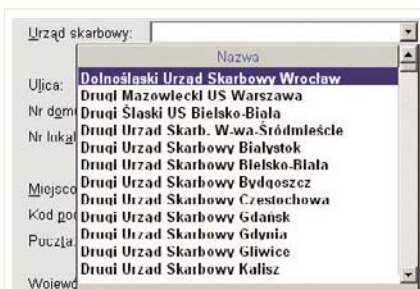 Urząd skarbowy:
Nazwa
Dolnośląski Urząd Skarbowy Wrocław
Ulica:
Drugi Mazowiecki US Warszawa
Nr domu
Drugi Śląski US Bielsko-Biała
Nr lokal
Drugi Urząd Skarb. W-wa-Śródmieście
Drugi Urząd Skarbowy Białystok
Drugi Urząd Skarbowy Bielsko-Biała
Miejsco
Drugi Urząd Skarbowy Bydgoszcz
Drugi Urząd Skarbowy Częstochowa
Kod po
Drugi Urząd Skarbowy Gdańsk
Poczta:
Drugi Urząd Skarbowy Gdynia
Drugi Urząd Skarbowy Gliwice
Drugi Urząd Skarbowy Kalisz
Wojewó